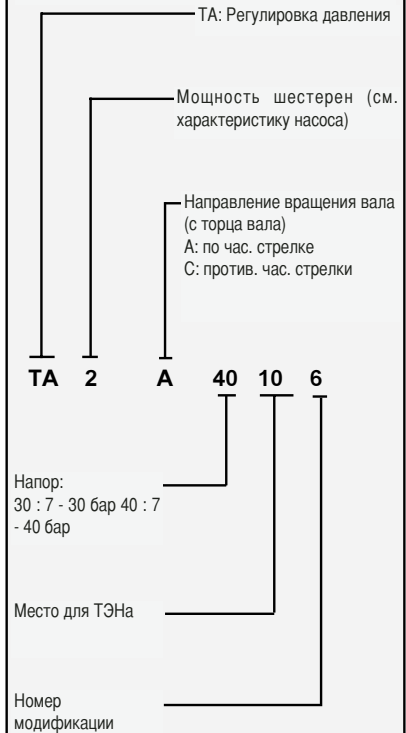 TA: Регулировка давления
Мощность шестерен (см.
характеристику насоса)
Направление вращения вала
(с торца вала)
А: по час. стрелке
С: против. час. стрелки
TA 2 A 40 10 6
Напор:
30 : 7 - 30 бар 40 : 7
- 40 бар
Место для ТЭНа
Номер
модификации